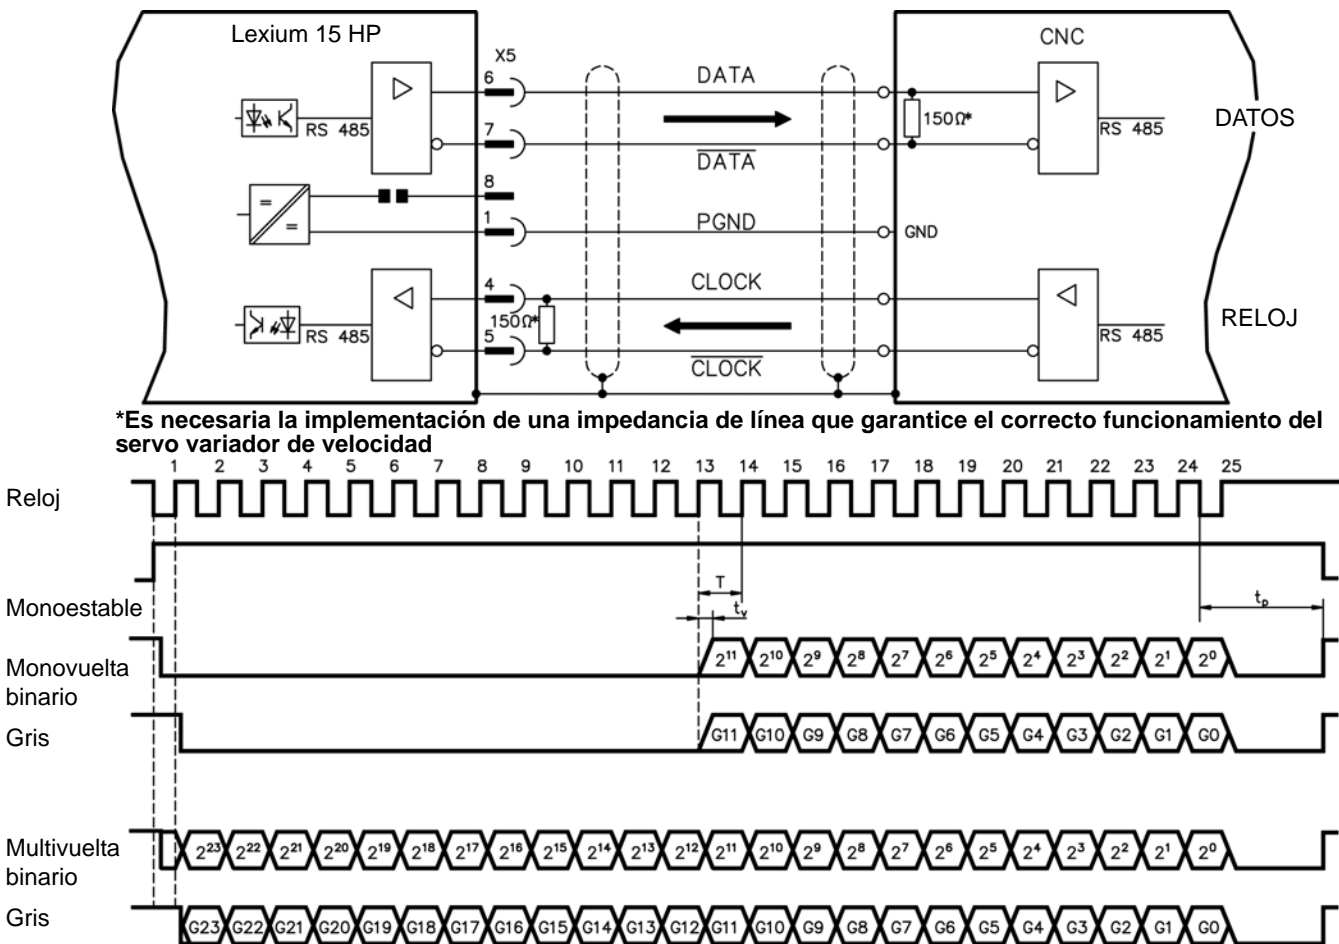 Lexium 15 HP
CNC
X5
6
DATA
RS 485
150Ω*
RS 485
DATOS
7
DATA
8
=
=
1
PGND
GND
4
CLOCK
RS 485
150Ω*
RS 485
RELOJ
5
CLOCK
*Es necesaria la implementación de una impedancia de línea que garantice el correcto funcionamiento del
servo variador de velocidad
1 2 3 4 5 6 7 8 9 10 11 12 13 14 15 16 17 18 19 20 21 22 23 24 25
Reloj
T
tᵥ
tₚ
Monoestable
Monovuelta
binario
2¹¹ 2¹⁰ 2⁹ 2⁸ 2⁷ 2⁶ 2⁵ 2⁴ 2³ 2² 2¹ 2⁰
Gris
G11 G10 G9 G8 G7 G6 G5 G4 G3 G2 G1 G0
Multivuelta
binario
2²³ 2²² 2²¹ 2²⁰ 2¹⁹ 2¹⁸ 2¹⁷ 2¹⁶ 2¹⁵ 2¹⁴ 2¹³ 2¹² 2¹¹ 2¹⁰ 2⁹ 2⁸ 2⁷ 2⁶ 2⁵ 2⁴ 2³ 2² 2¹ 2⁰
Gris
G23 G22 G21 G20 G19 G18 G17 G16 G15 G14 G13 G12 G11 G10 G9 G8 G7 G6 G5 G4 G3 G2 G1 G0